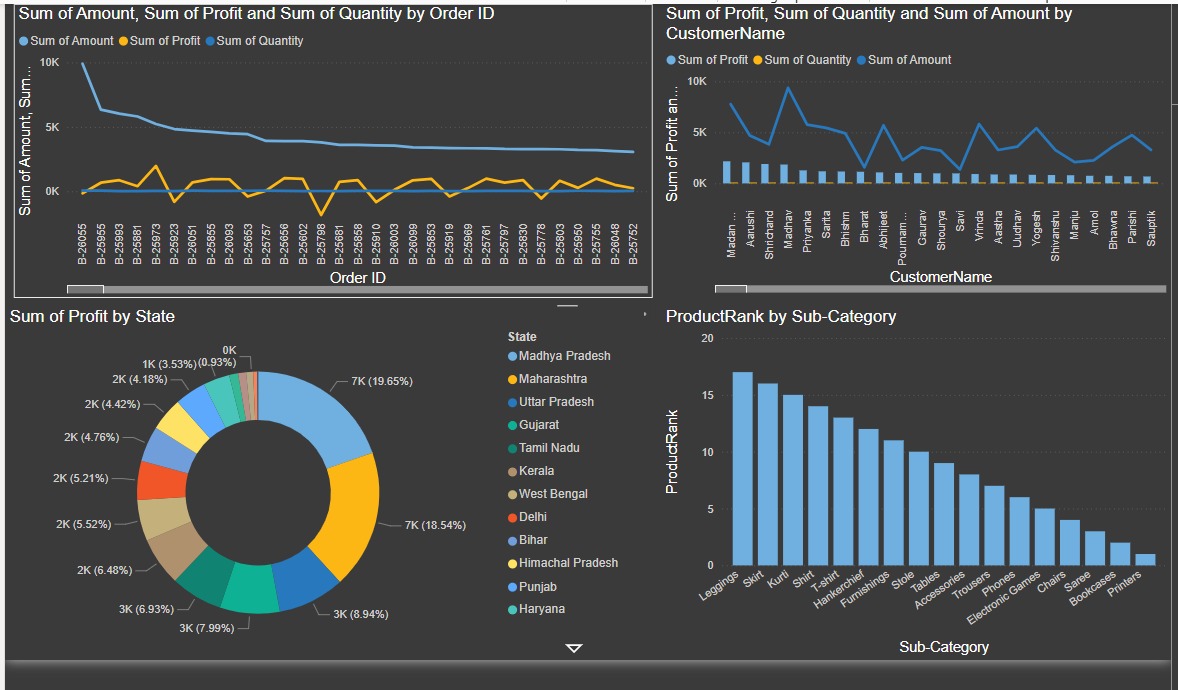 Sum of Amount, Sum of Profit and Sum of Quantity by Order ID
Sum of Amount Sum of Profit Sum of Quantity
Sum of Amount, Sum...
10K
5K
0K
B-26055
B-25955
B-25993
B-25881
B-25973
B-25923
B-26051
B-25855
B-26093
B-25653
B-25757
B-25656
B-25602
B-25798
B-25681
B-25858
B-25910
B-26003
B-26099
B-25853
B-25919
B-25969
B-25761
B-25797
B-25830
B-25778
B-25803
B-25950
B-25755
B-26048
B-25752
Order ID
Sum of Profit, Sum of Quantity and Sum of Amount by
CustomerName
Sum of Profit Sum of Quantity Sum of Amount
Sum of Profit an...
10K
5K
0K
Madan ...
Aarushi
Shrichand
Madhav
Priyanka
Sarita
Bhishm
Bharat
Abhijeet
Pournam...
Gaurav
Shourya
Savi
Vrinda
Aastha
Uudhav
Yogesh
Shivanshu
Manju
Amol
Bhavna
Parishi
Sauptik
CustomerName
Sum of Profit by State
0K
(0.93%)
1K (3.53%)
2K (4.18%)
2K (4.42%)
2K (4.76%)
2K (5.21%)
2K (5.52%)
2K (6.48%)
3K (6.93%)
3K (7.99%)
3K (8.94%)
7K (18.54%)
7K (19.65%)
State
Madhya Pradesh
Maharashtra
Uttar Pradesh
Gujarat
Tamil Nadu
Kerala
West Bengal
Delhi
Bihar
Himachal Pradesh
Punjab
Haryana
ProductRank by Sub-Category
ProductRank
20
15
10
5
0
Leggings
Skirt
Kurti
Shirt
T-shirt
Hankerchief
Furnishings
Stole
Tables
Accessories
Trousers
Phones
Electronic Games
Chairs
Saree
Bookcases
Printers
Sub-Category